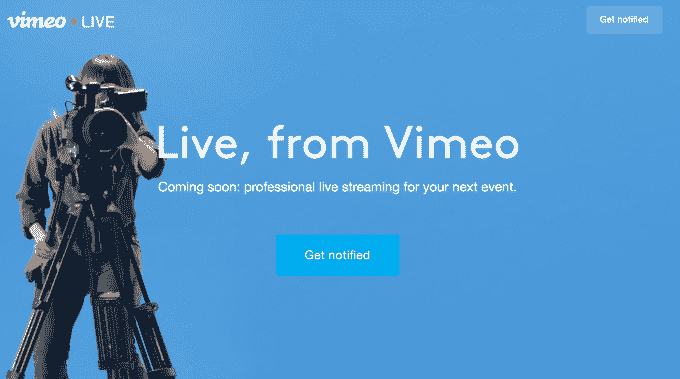 vimeo • LIVE
Get notified
Live, from Vimeo
Coming soon: professional live streaming for your next event.
Get notified